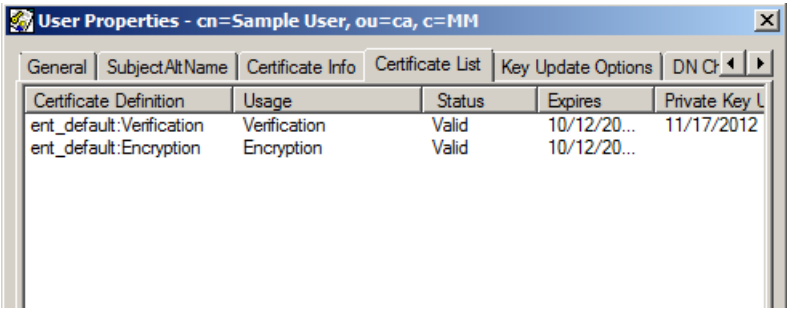 User Properties - cn=Sample User, ou=ca, c=MM
General SubjectAltName Certificate Info Certificate List Key Update Options DN Ch
Certificate Definition Usage Status Expires Private Key U
ent_default:Verification Verification Valid 10/12/20... 11/17/2012
ent_default:Encryption Encryption Valid 10/12/20...